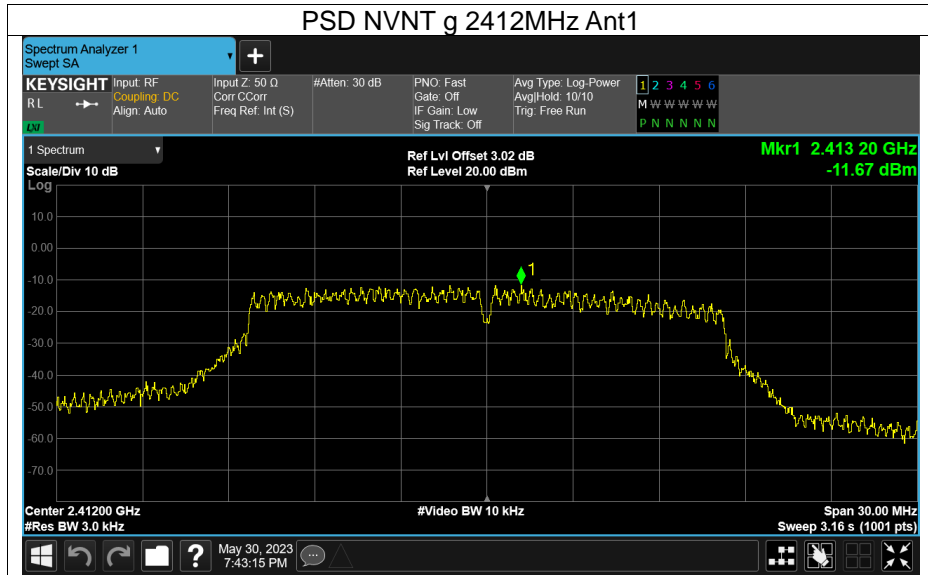 PSD NVNT g 2412MHz Ant1
Spectrum Analyzer 1
Swept SA
+
KEYSIGHT Input: RF Input Z: 50 Ω #Atten: 30 dB PNO: Fast Avg Type: Log-Power 1 2 3 4 5 6
RL Coupling: DC Corr CCorr Gate: Off Avg|Hold: 10/10 M W W W W W
Align: Auto Freq Ref: Int (S) IF Gain: Low Trig: Free Run
LXI Sig Track: Off P N N N N N
1 Spectrum Ref Lvl Offset 3.02 dB Mkr1 2.413 20 GHz
Scale/Div 10 dB Ref Level 20.00 dBm -11.67 dBm
Log
10.0
0.00
1
-10.0
-20.0
-30.0
-40.0
-50.0
-60.0
-70.0
Center 2.41200 GHz #Video BW 10 kHz Span 30.00 MHz
#Res BW 3.0 kHz Sweep 3.16 s (1001 pts)
? May 30, 2023
7:43:15 PM